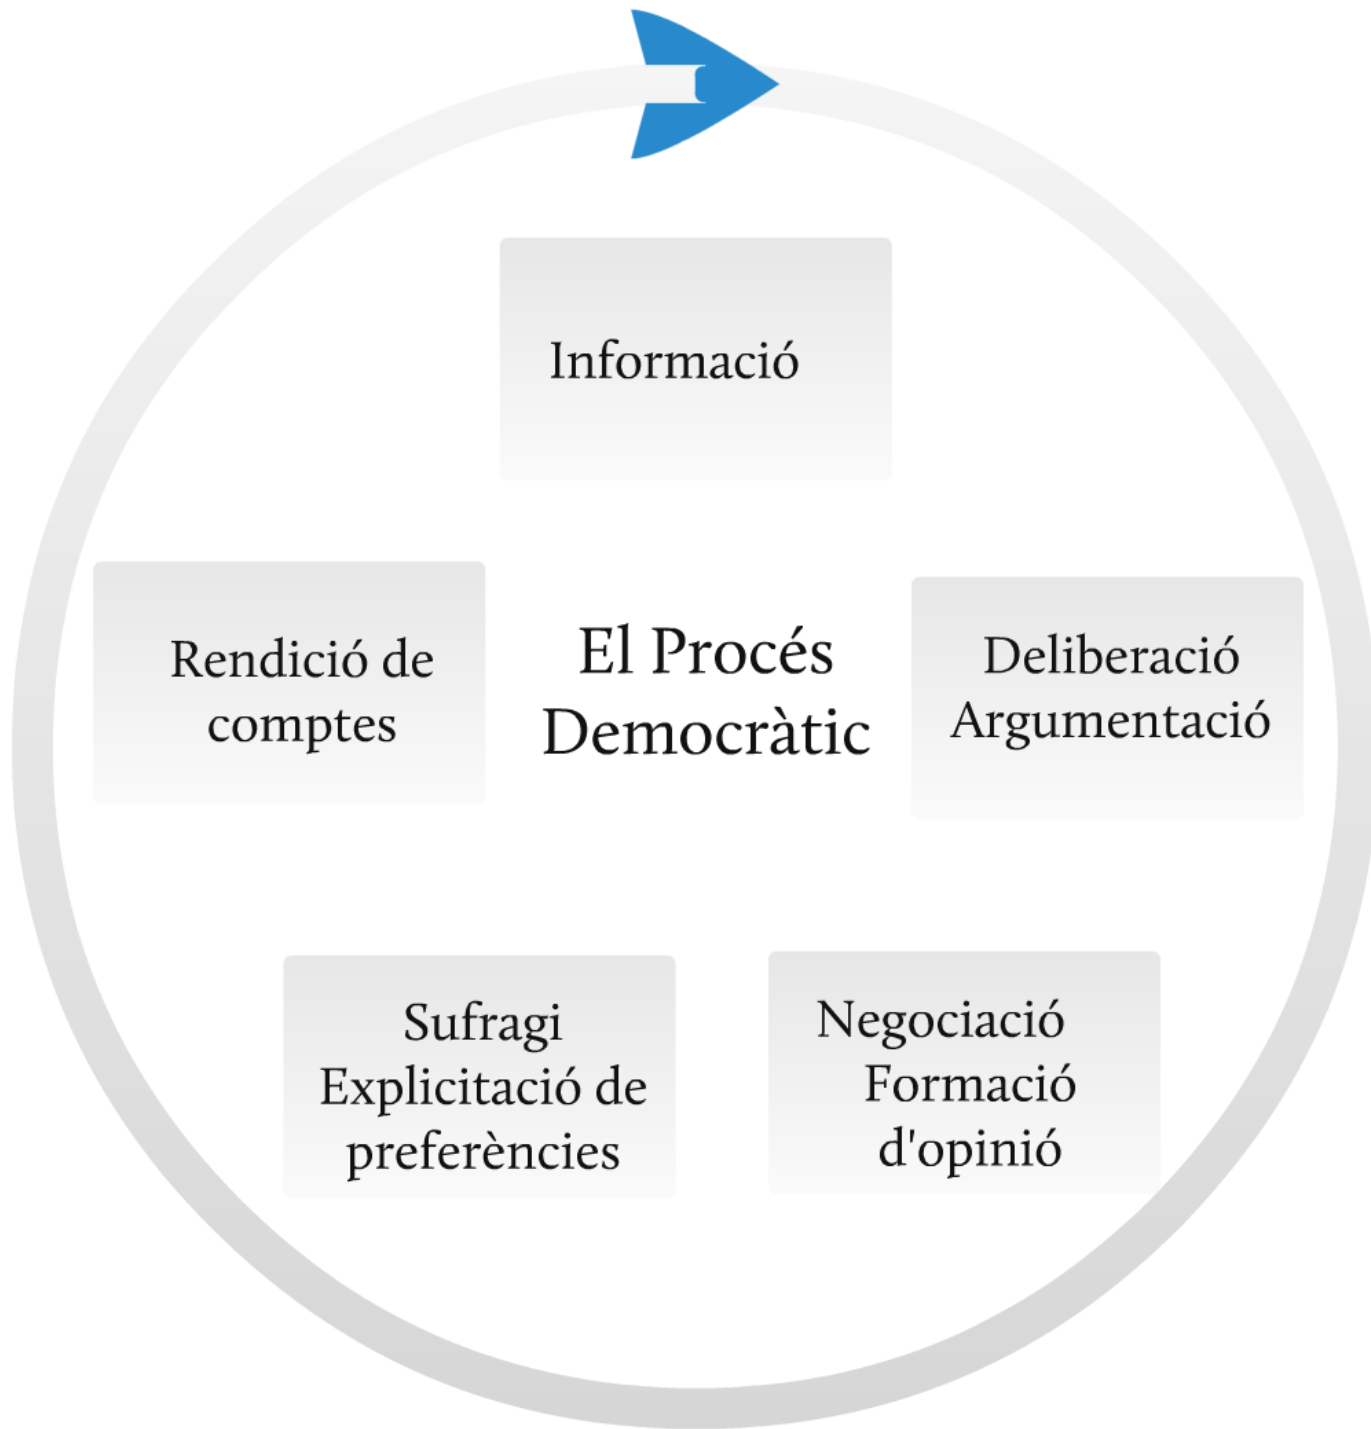 Informació
Rendició de
comptes
El Procés
Democràtic
Deliberació
Argumentació
Sufragi
Explicitació de
preferències
Negociació
Formació
d'opinió